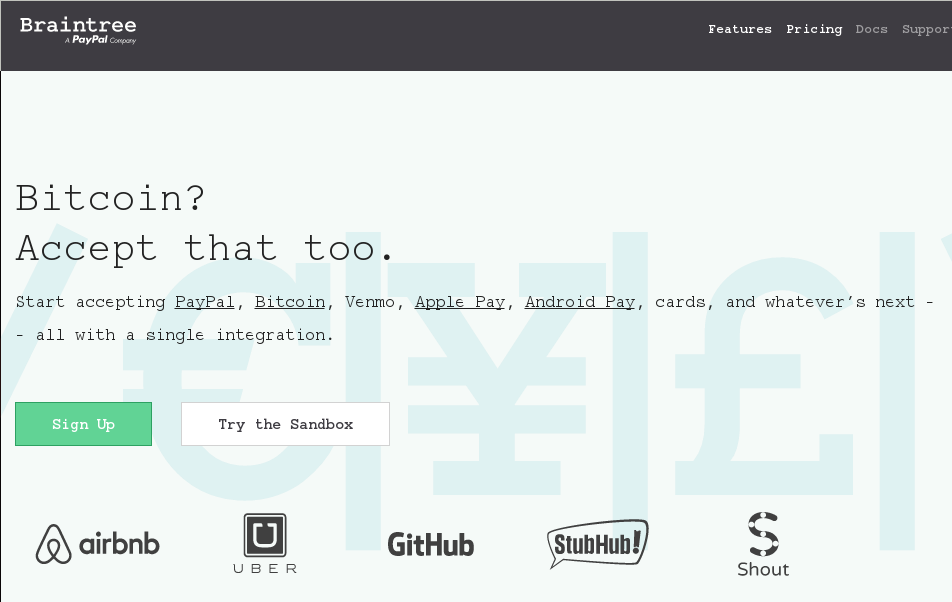 Braintree
A PayPal Company
Features Pricing Docs Suppor
Bitcoin?
Accept that too.
Start accepting PayPal, Bitcoin, Venmo, Apple Pay, Android Pay, cards, and whatever’s next -
- all with a single integration.
Sign Up Try the Sandbox
airbnb UBER GitHub StubHub! Shout